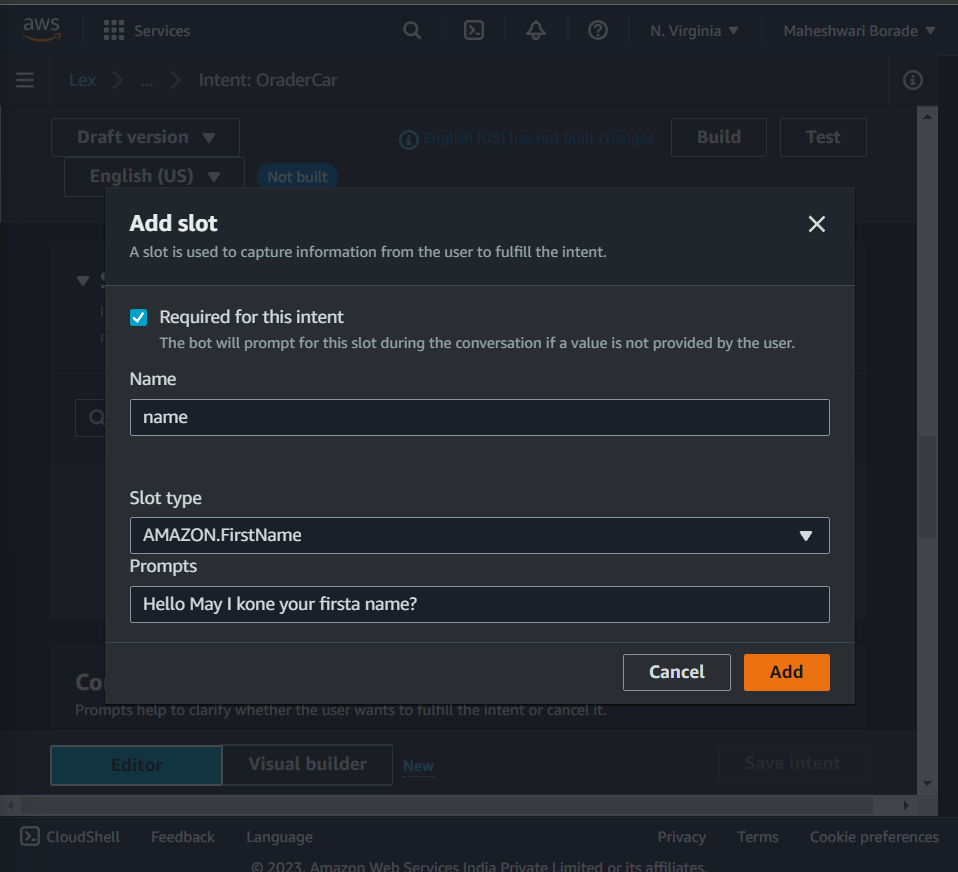 aws
Services
N. Virginia
Maheshwari Borade
Lex
...
Intent: OraderCar
Draft version
English (US) has not built changes.
Build
Test
English (US)
Not built
Add slot
A slot is used to capture information from the user to fulfill the intent.
Required for this intent
The bot will prompt for this slot during the conversation if a value is not provided by the user.
Name
name
Slot type
AMAZON.FirstName
Prompts
Hello May I kone your firsta name?
Cancel
Add
Prompts help to clarify whether the user wants to fulfill the intent or cancel it.
Editor
Visual builder
New
Save intent
CloudShell
Feedback
Language
Privacy
Terms
Cookie preferences
© 2023, Amazon Web Services India Private Limited or its affiliates.